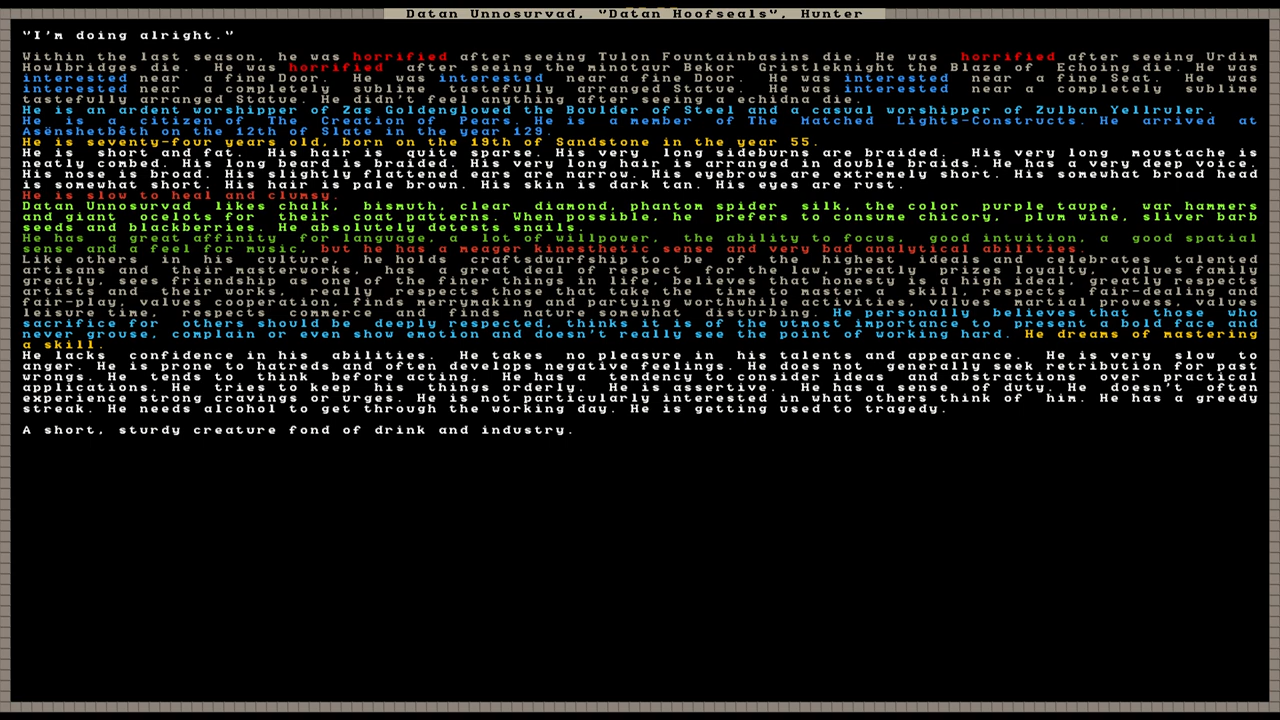 Datan Unnosurvad, "Datan Hoofseals", Hunter
"I'm doing alright."
Within the last season, he was horrified after seeing Tulon Fountainbasins die. He was horrified after seeing Urdim
Howlbridges die. He was horrified after seeing the minotaur Bekor Gristleknight the Blaze of Echoing die. He was
interested near a fine Door. He was interested near a fine Door. He was interested near a fine Seat. He was
interested near a completely sublime tastefully arranged Statue. He was interested near a completely sublime
tastefully arranged Statue. He didn't feel anything after seeing a echidna die.
He is an ardent worshipper of Zas Goldenglowed the Boulder of Steel and a casual worshipper of Zulban Yellruler.
He is a citizen of The Creation of Pears. He is a member of The Matched Lights-Constructs. He arrived at
Asënshetbêth on the 12th of Slate in the year 129.
He is seventy-four years old, born on the 19th of Sandstone in the year 55.
He is short and fat. His hair is quite sparse. His very long sideburns are braided. His very long moustache is
neatly combed. His long beard is braided. His very long hair is arranged in double braids. He has a very deep voice.
His nose is broad. His slightly flattened ears are narrow. His eyebrows are extremely short. His somewhat broad head
is somewhat short. His hair is pale brown. His skin is dark tan. His eyes are rust.
He is slow to heal and clumsy.
Datan Unnosurvad likes chalk, bismuth, clear diamond, phantom spider silk, the color purple taupe, war hammers
and giant ocelots for their coat patterns. When possible, he prefers to consume chicory, plum wine, sliver barb
seeds and blackberries. He absolutely detests snails.
He has a great affinity for language, a lot of willpower, the ability to focus, good intuition, a good spatial
sense and a feel for music, but he has a meager kinesthetic sense and very bad analytical abilities.
Like others in his culture, he holds craftsdwarfship to be of the highest ideals and celebrates talented
artisans and their masterworks, has a great deal of respect for the law, greatly prizes loyalty, values family
greatly, sees friendship as one of the finer things in life, believes that honesty is a high ideal, greatly respects
artists and their works, really respects those that take the time to master a skill, respects fair-dealing and
fair-play, values cooperation, finds merrymaking and partying worthwhile activities, values martial prowess, values
leisure time, respects commerce and finds nature somewhat disturbing. He personally believes that those who
sacrifice for others should be deeply respected, thinks it is of the utmost importance to present a bold face and
never grouse, complain or even show emotion and doesn't really see the point of working hard. He dreams of mastering
a skill.
He lacks confidence in his abilities. He takes no pleasure in his talents and appearance. He is very slow to
anger. He is prone to hatreds and often develops negative feelings. He does not generally seek retribution for past
wrongs. He tends to think before acting. He has a tendency to consider ideas and abstractions over practical
applications. He tries to keep his things orderly. He is assertive. He has a sense of duty. He doesn't often
experience strong cravings or urges. He is not particularly interested in what others think of him. He has a greedy
streak. He needs alcohol to get through the working day. He is getting used to tragedy.
A short, sturdy creature fond of drink and industry.